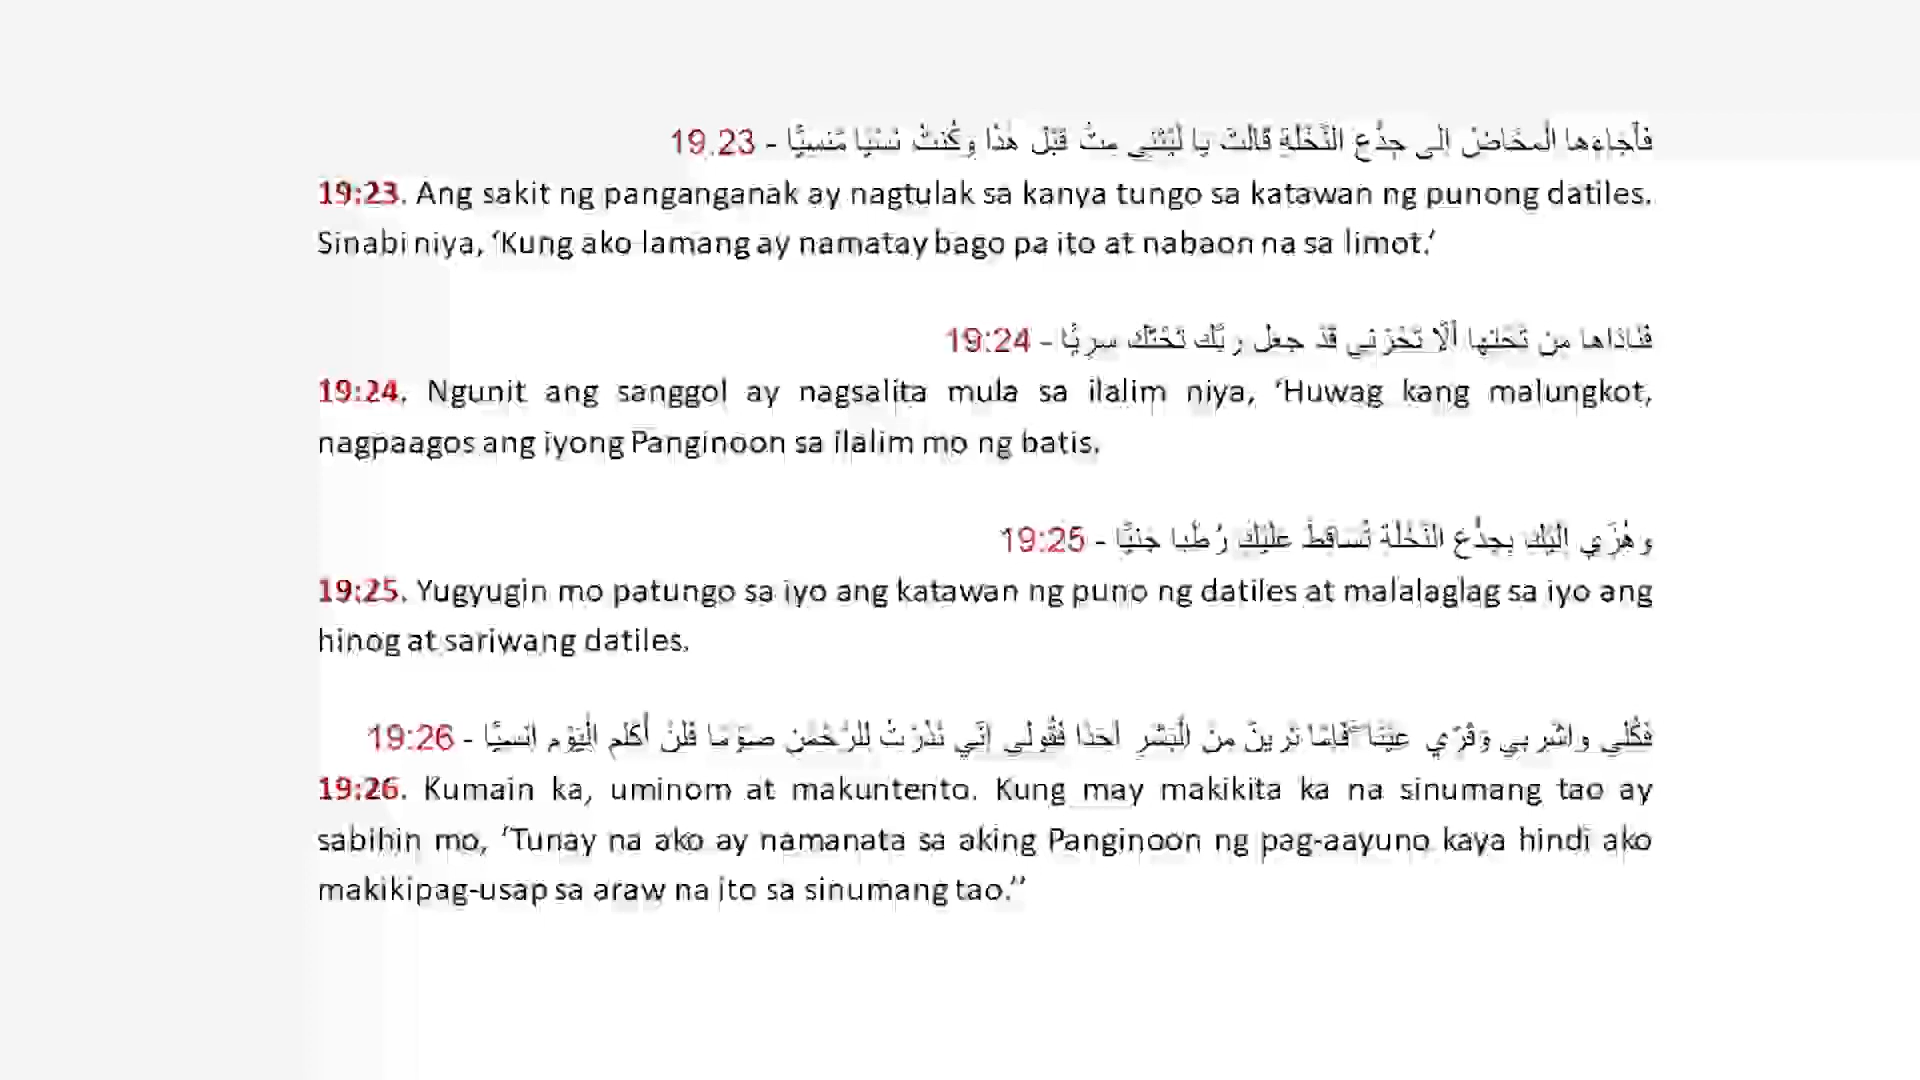 فَأَجَاءَهَا الْمَخَاضُ إِلَىٰ جِذْعِ النَّخْلَةِ قَالَتْ يَا لَيْتَنِي مِتُّ قَبْلَ هَٰذَا وَكُنتُ نَسْيًا مَّنسِيًّا - 19.23
19:23. Ang sakit ng panganganak ay nagtulak sa kanya tungo sa katawan ng punong datiles.
Sinabi niya, ‘Kung ako lamang ay namatay bago pa ito at nabaon na sa limot.’
فَنَادَاهَا مِن تَحْتِهَا أَلَّا تَحْزَنِي قَدْ جَعَلَ رَبُّكِ تَحْتَكِ سَرِيًّا - 19:24
19:24. Ngunit ang sanggol ay nagsalita mula sa ilalim niya, ‘Huwag kang malungkot,
nagpaagos ang iyong Panginoon sa ilalim mo ng batis.
وَهُزِّي إِلَيْكِ بِجِذْعِ النَّخْلَةِ تُسَاقِطْ عَلَيْكِ رُطَبًا جَنِيًّا - 19:25
19:25. Yugyugin mo patungo sa iyo ang katawan ng puno ng datiles at malalaglag sa iyo ang
hinog at sariwang datiles.
فَكُلِي وَاشْرَبِي وَقَرِّي عَيْنًا ۖ فَإِمَّا تَرَيِنَّ مِنَ الْبَشَرِ أَحَدًا فَقُولِي إِنِّي نَذَرْتُ لِلرَّحْمَٰنِ صَوْمًا فَلَنْ أُكَلِّمَ الْيَوْمَ إِنسِيًّا - 19:26
19:26. Kumain ka, uminom at makuntento. Kung may makikita ka na sinumang tao ay
sabihin mo, ‘Tunay na ako ay namanata sa aking Panginoon ng pag-aayuno kaya hindi ako
makikipag-usap sa araw na ito sa sinumang tao.’’